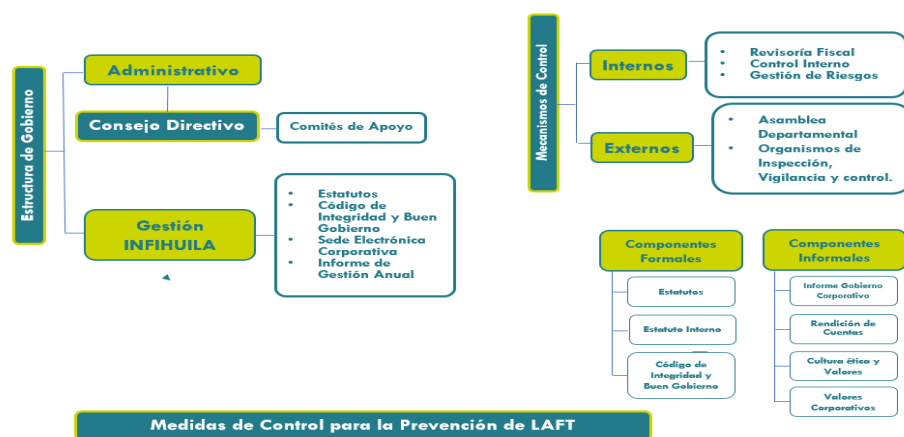 Estructura de Gobierno
Administrativo
Consejo Directivo
Comités de Apoyo
Gestión
INFIHUILA
• Estatutos
• Código de
Integridad y Buen
Gobierno
• Sede Electrónica
Corporativa
• Informe de
Gestión Anual
Mecanismos de Control
Internos
• Revisoría Fiscal
• Control Interno
• Gestión de Riesgos
Externos
• Asamblea
Departamental
• Organismos de
Inspección,
Vigilancia y control.
Componentes
Formales
Estatutos
Estatuto Interno
Código de
Integridad y
Buen Gobierno
Componentes
Informales
Informe Gobierno
Corporativo
Rendición de
Cuentas
Cultura ética y
Valores
Valores
Corporativos
Medidas de Control para la Prevención de LAFT